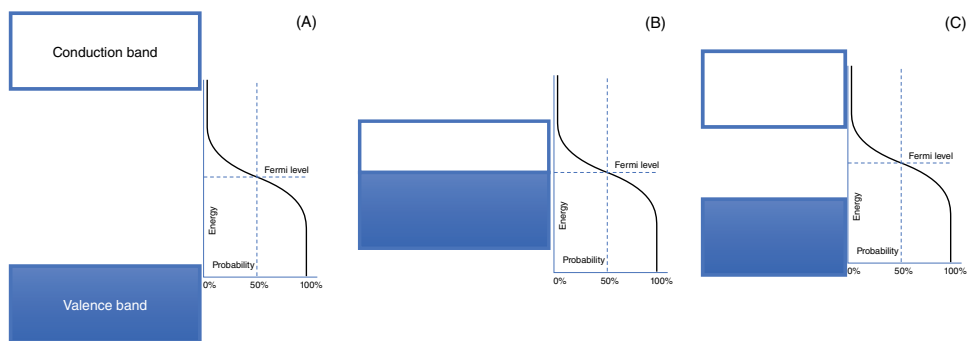 (A)
Conduction band
Fermi level
Energy
Probability
0% 50% 100%
Valence band
(B)
Fermi level
Energy
Probability
0% 50% 100%
(C)
Fermi level
Energy
Probability
0% 50% 100%